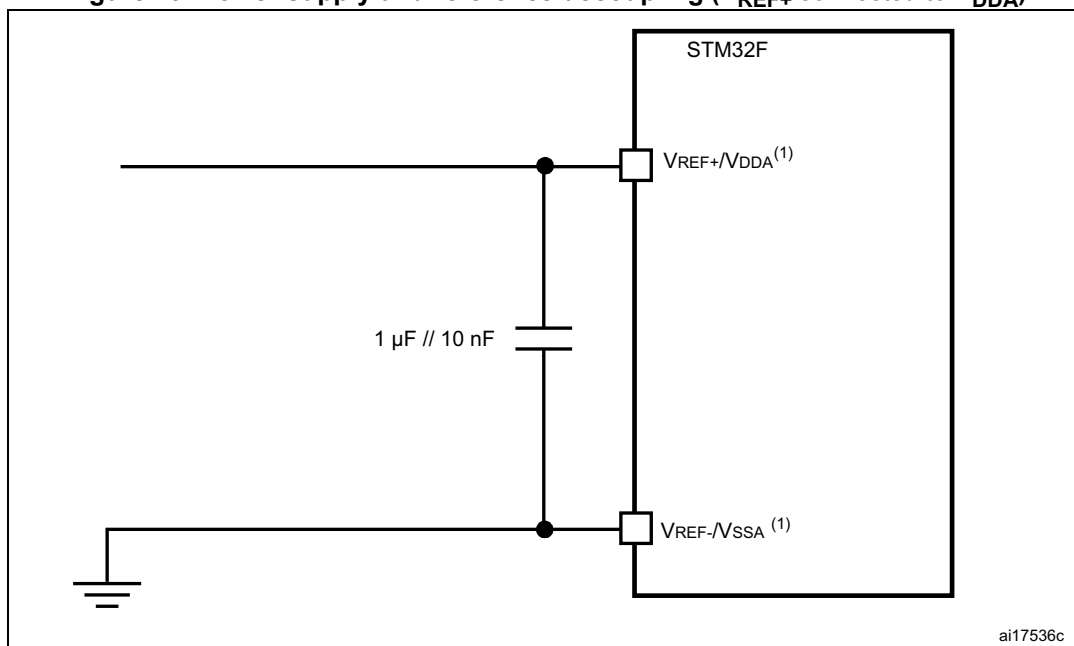 STM32F
VREF+/VDDA(1)
1 µF // 10 nF
VREF-/VSSA (1)
ai17536c